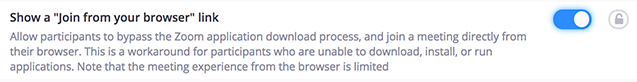 Show a "Join from your browser" link
Allow participants to bypass the Zoom application download process, and join a meeting directly from
their browser. This is a workaround for participants who are unable to download, install, or run
applications. Note that the meeting experience from the browser is limited